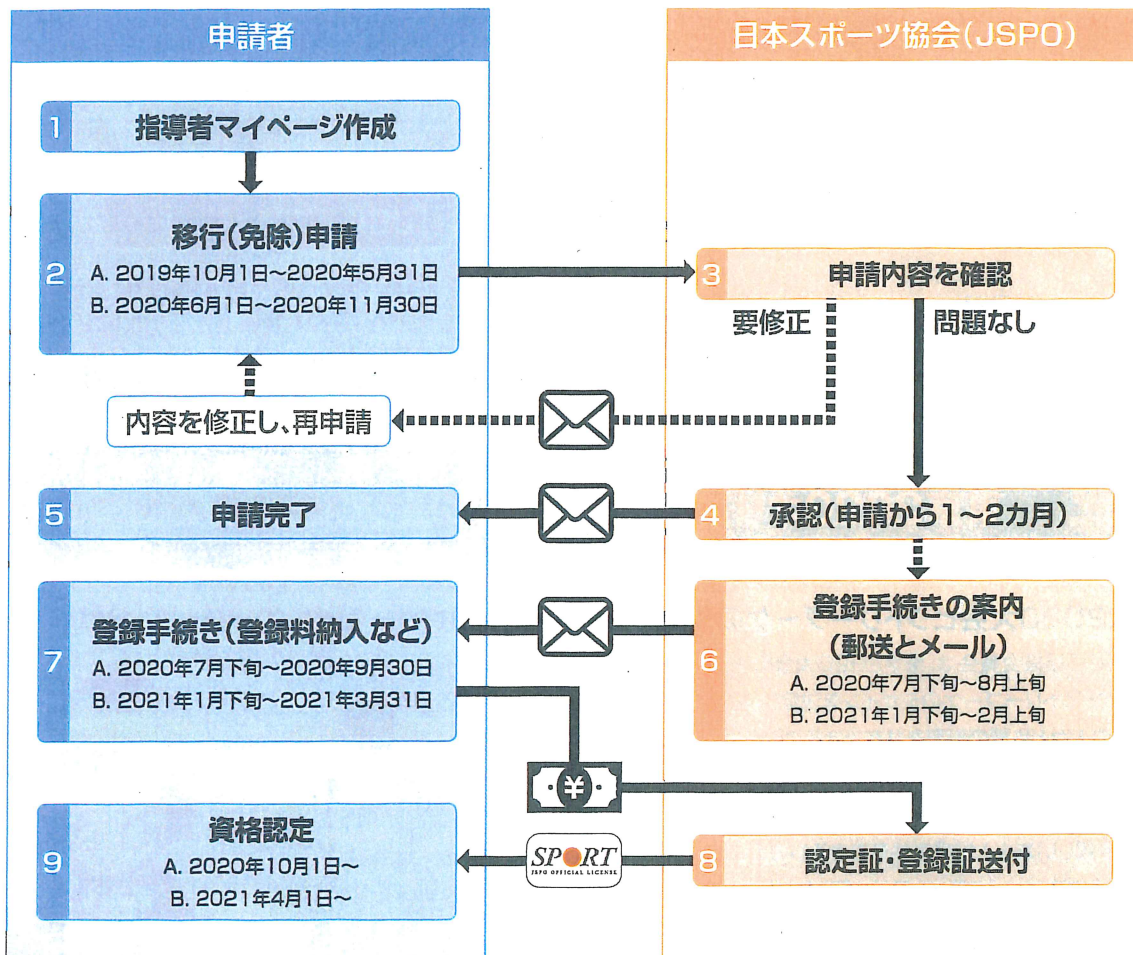 申請者
日本スポーツ協会(JSPO)
1 指導者マイページ作成
2 移行(免除)申請
A. 2019年10月1日〜2020年5月31日
B. 2020年6月1日〜2020年11月30日
3 申請内容を確認
要修正
問題なし
内容を修正し、再申請
4 承認(申請から1〜2カ月)
5 申請完了
6 登録手続きの案内
(郵送とメール)
A. 2020年7月下旬〜8月上旬
B. 2021年1月下旬〜2月上旬
7 登録手続き(登録料納入など)
A. 2020年7月下旬〜2020年9月30日
B. 2021年1月下旬〜2021年3月31日
¥
8 認定証・登録証送付
SPORT
JSPO OFFICIAL LICENSE
9 資格認定
A. 2020年10月1日〜
B. 2021年4月1日〜